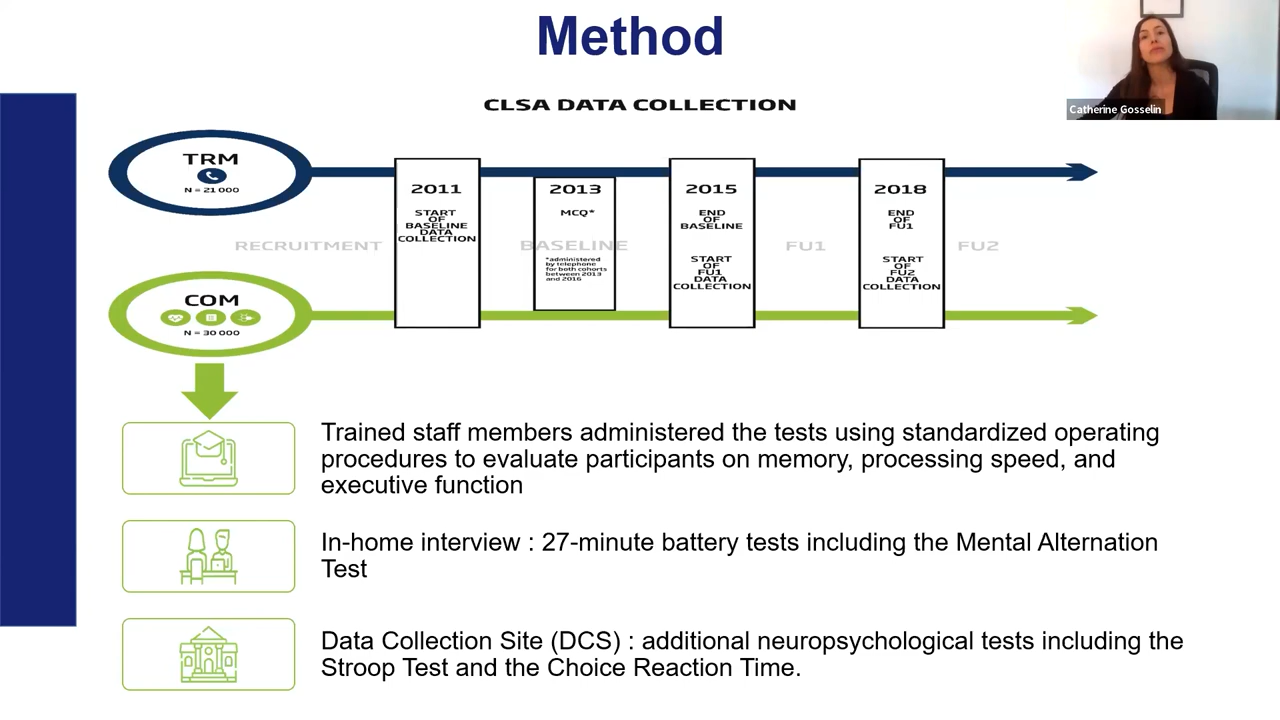 Method
Catherine Gosselin
CLSA DATA COLLECTION
TRM
N = 21 000
2011
START
OF
BASELINE
DATA
COLLECTION
2013
MCQ*
*administered
by telephone
for both cohorts
between 2013
and 2016
2015
END
OF
BASELINE
START
OF
FU1
DATA
COLLECTION
2018
END
OF
FU1
START
OF
FU2
DATA
COLLECTION
RECRUITMENT
BASELINE
FU1
FU2
COM
N = 30 000
Trained staff members administered the tests using standardized operating
procedures to evaluate participants on memory, processing speed, and
executive function
In-home interview : 27-minute battery tests including the Mental Alternation
Test
Data Collection Site (DCS) : additional neuropsychological tests including the
Stroop Test and the Choice Reaction Time.